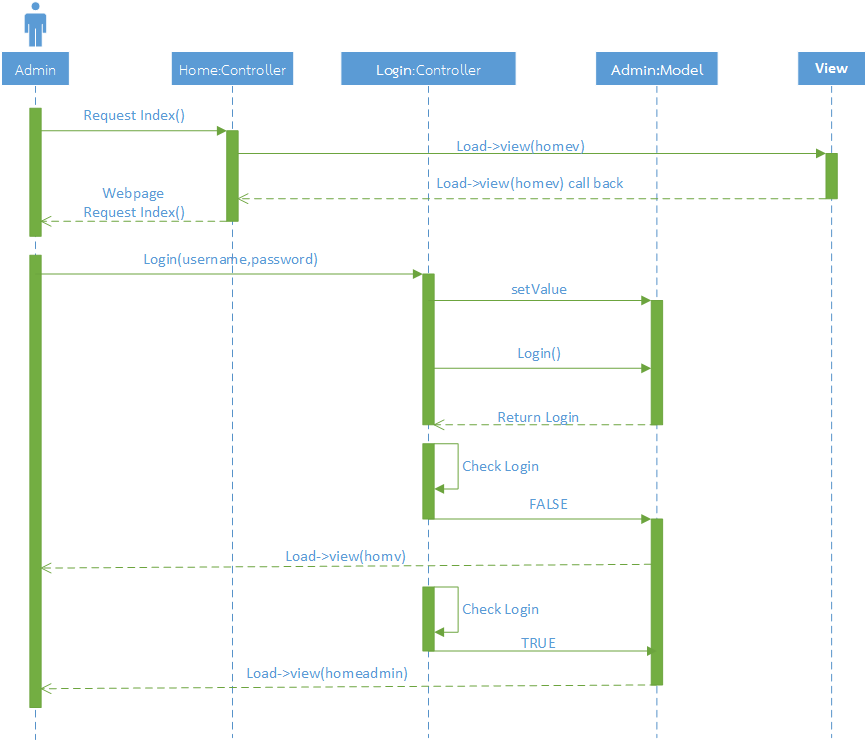 Admin
Home:Controller
Login:Controller
Admin:Model
View
Request Index()
Load->view(homev)
Load->view(homev) call back
Webpage
Request Index()
Login(username,password)
setValue
Login()
Return Login
Check Login
FALSE
Load->view(homv)
Check Login
TRUE
Load->view(homeadmin)